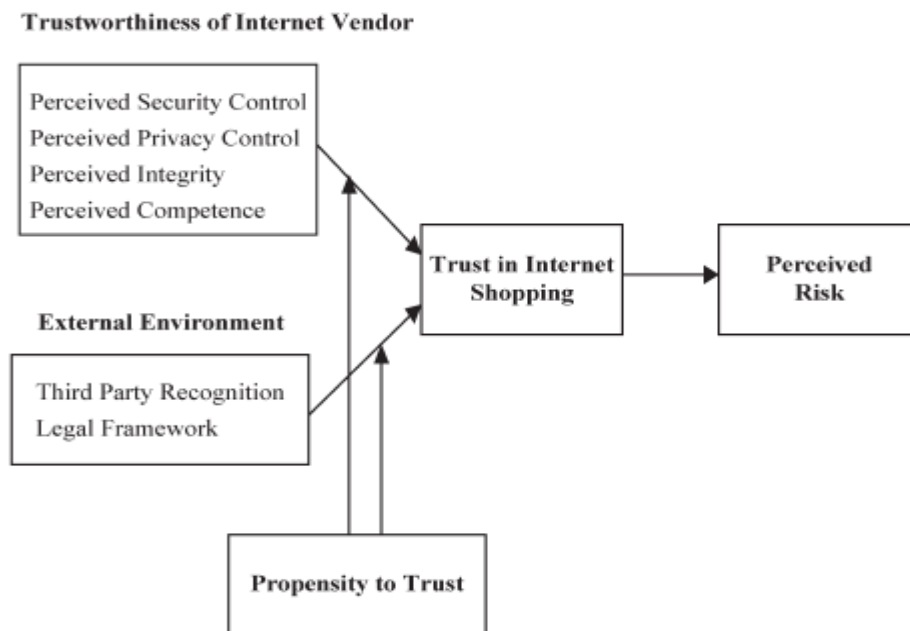 Trustworthiness of Internet Vendor
Perceived Security Control
Perceived Privacy Control
Perceived Integrity
Perceived Competence
Trust in Internet
Shopping
Perceived
Risk
External Environment
Third Party Recognition
Legal Framework
Propensity to Trust